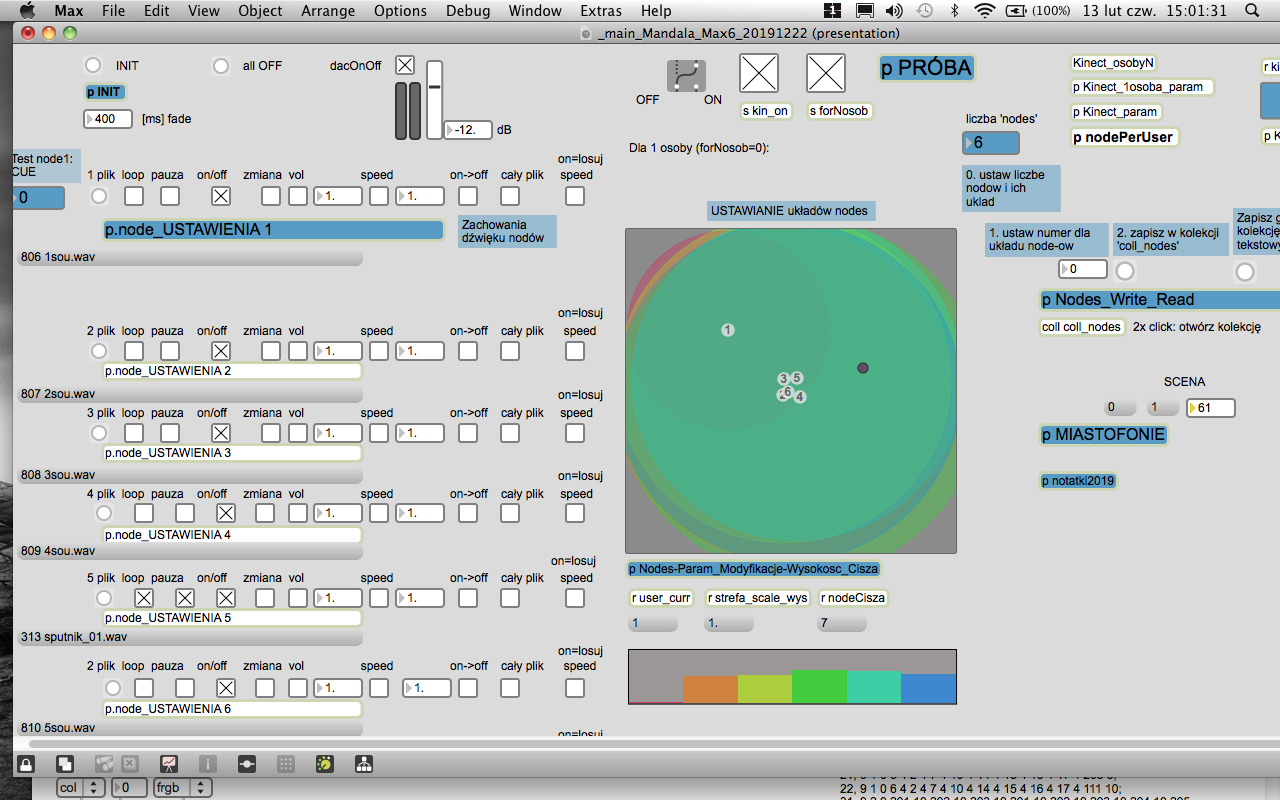 Max File Edit View Object Arrange Options Debug Window Extras Help 1 (100%) 13 lut czw. 15:01:31
_main_Mandala_Max6_20191222 (presentation)
INIT all OFF dacOnOff
p INIT
400 [ms] fade
-12. dB
OFF ON
s kin_on s forNosob
p PRÓBA
Kinect_osobyN
p Kinect_1osoba_param
p Kinect_param
p nodePerUser
r ki
p K
Dla 1 osoby (forNosob=0):
liczba 'nodes'
6
Test node1:
CUE
0
on=losuj
1 plik loop pauza on/off zmiana vol speed on->off cały plik speed
1. 1.
p.node_USTAWIENIA 1
Zachowania
dźwięku nodów
806 1sou.wav
on=losuj
2 plik loop pauza on/off zmiana vol speed on->off cały plik speed
1. 1.
p.node_USTAWIENIA 2
807 2sou.wav
on=losuj
3 plik loop pauza on/off zmiana vol speed on->off cały plik speed
1. 1.
p.node_USTAWIENIA 3
808 3sou.wav
on=losuj
4 plik loop pauza on/off zmiana vol speed on->off cały plik speed
1. 1.
p.node_USTAWIENIA 4
809 4sou.wav
on=losuj
5 plik loop pauza on/off zmiana vol speed on->off cały plik speed
1. 1.
p.node_USTAWIENIA 5
313 sputnik_01.wav
on=losuj
2 plik loop pauza on/off zmiana vol speed on->off cały plik speed
1. 1.
p.node_USTAWIENIA 6
810 5sou.wav
on=losuj
USTAWIANIE układów nodes
1
3 5
2 6 4
p Nodes-Param_Modyfikacje-Wysokosc_Cisza
r user_curr r strefa_scale_wys r nodeCisza
1 1. 7
0. ustaw liczbe
nodow i ich
uklad
1. ustaw numer dla
układu node-ow
2. zapisz w kolekcji
'coll_nodes'
Zapisz g
kolekcję
tekstowy
0
p Nodes_Write_Read
coll coll_nodes 2x click: otwórz kolekcję
SCENA
0 1 61
p MIASTOFONIE
p notatki2019
col 0 frgb
22, 9 1 0 6 4 2 4 7 4 10 4 14 4 15 4 16 4 17 4 111 10;